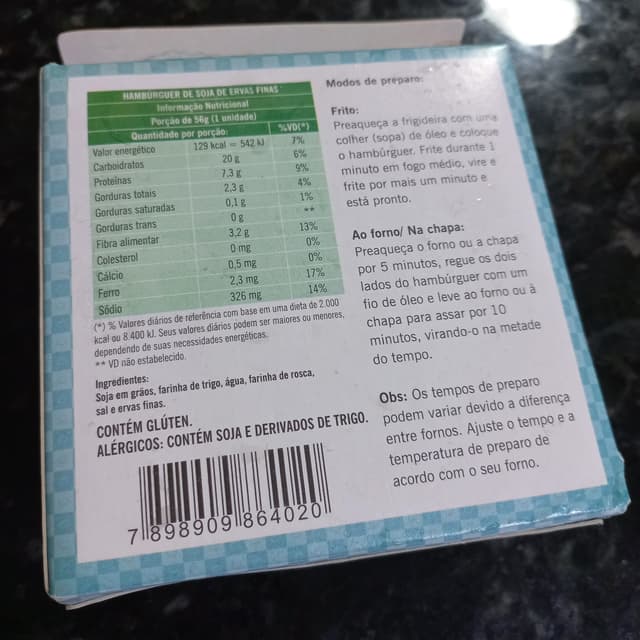 HAMBÚRGUER DE SOJA DE ERVAS FINAS
Informação Nutricional
Porção de 56g (1 unidade)
Quantidade por porção: %VD(*)
Valor energético 129 kcal = 542 kJ 7%
Carboidratos 20 g 6%
Proteínas 7,3 g 9%
Gorduras totais 2,3 g 4%
Gorduras saturadas 0,1 g 1%
Gorduras trans 0 g **
Fibra alimentar 3,2 g 13%
Colesterol 0 mg 0%
Cálcio 0,5 mg 0%
Ferro 2,3 mg 17%
Sódio 326 mg 14%
(*) % Valores diários de referência com base em uma dieta de 2.000
kcal ou 8.400 kJ. Seus valores diários podem ser maiores ou menores,
dependendo de suas necessidades energéticas.
** VD não estabelecido.
Ingredientes:
Soja em grãos, farinha de trigo, água, farinha de rosca,
sal e ervas finas.
CONTÉM GLÚTEN.
ALÉRGICOS: CONTÉM SOJA E DERIVADOS DE TRIGO.
7 898909 864020
Modos de preparo:
Frito:
Preaqueça a frigideira com uma
colher (sopa) de óleo e coloque
o hambúrguer. Frite durante 1
minuto em fogo médio, vire e
frite por mais um minuto e
está pronto.
Ao forno/ Na chapa:
Preaqueça o forno ou a chapa
por 5 minutos, regue os dois
lados do hambúrguer com um
fio de óleo e leve ao forno ou à
chapa para assar por 10
minutos, virando-o na metade
do tempo.
Obs: Os tempos de preparo
podem variar devido a diferença
entre fornos. Ajuste o tempo e a
temperatura de preparo de
acordo com o seu forno.